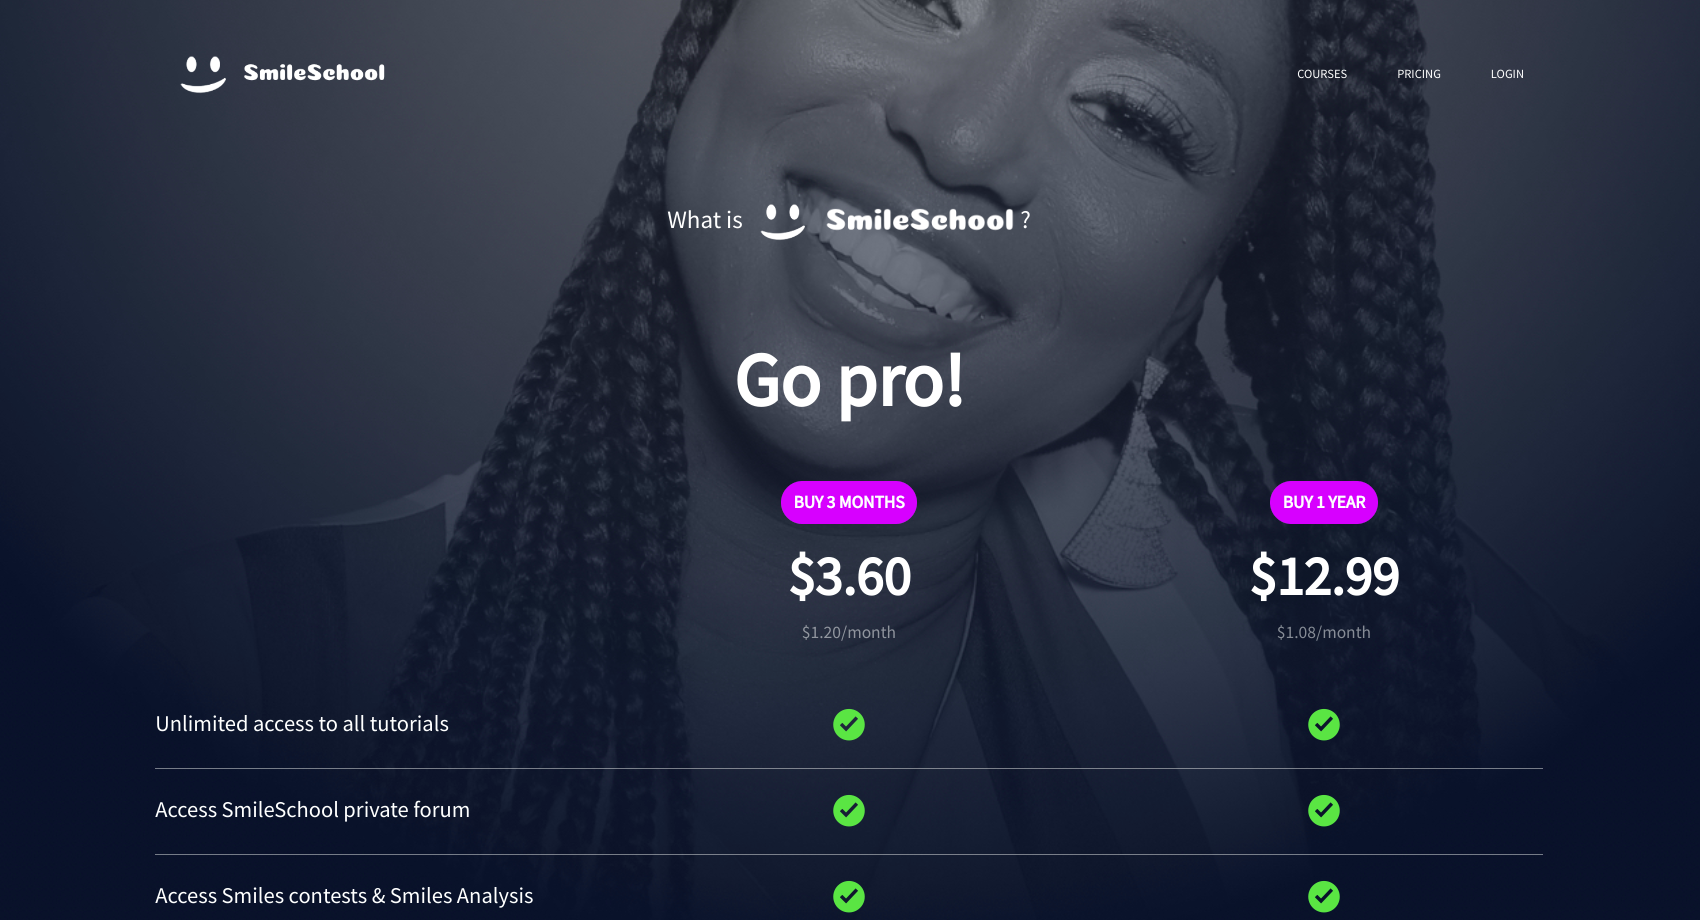 SmileSchool
COURSES PRICING LOGIN
What is SmileSchool ?
Go pro!
BUY 3 MONTHS BUY 1 YEAR
$3.60 $12.99
$1.20/month $1.08/month
Unlimited access to all tutorials
Access SmileSchool private forum
Access Smiles contests & Smiles Analysis